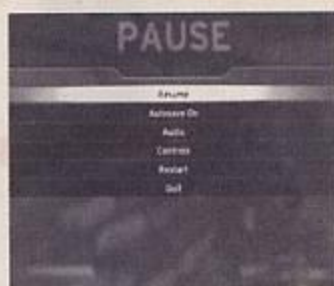 PAUSE
Resume
Autosave On
Audio
Controls
Restart
Quit